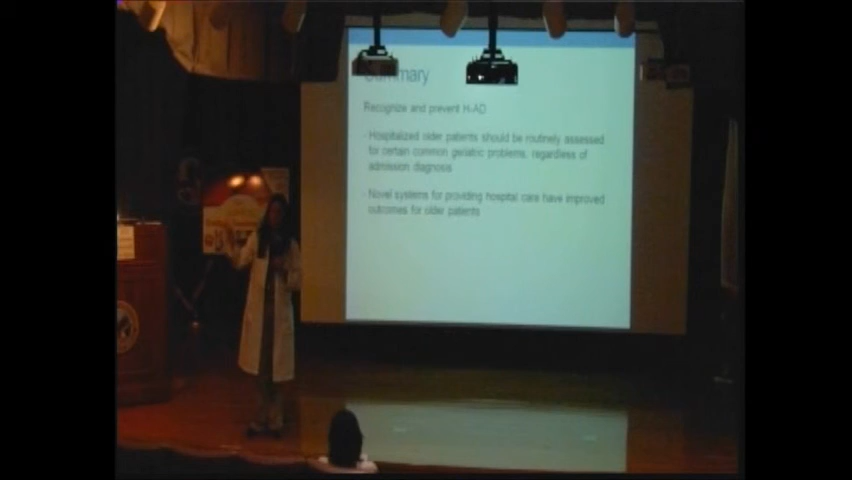 Summary
Recognize and prevent H-AD
- Hospitalized older patients should be routinely assessed
for certain common geriatric problems, regardless of
admission diagnosis
- Novel systems for providing hospital care have improved
outcomes for older patients